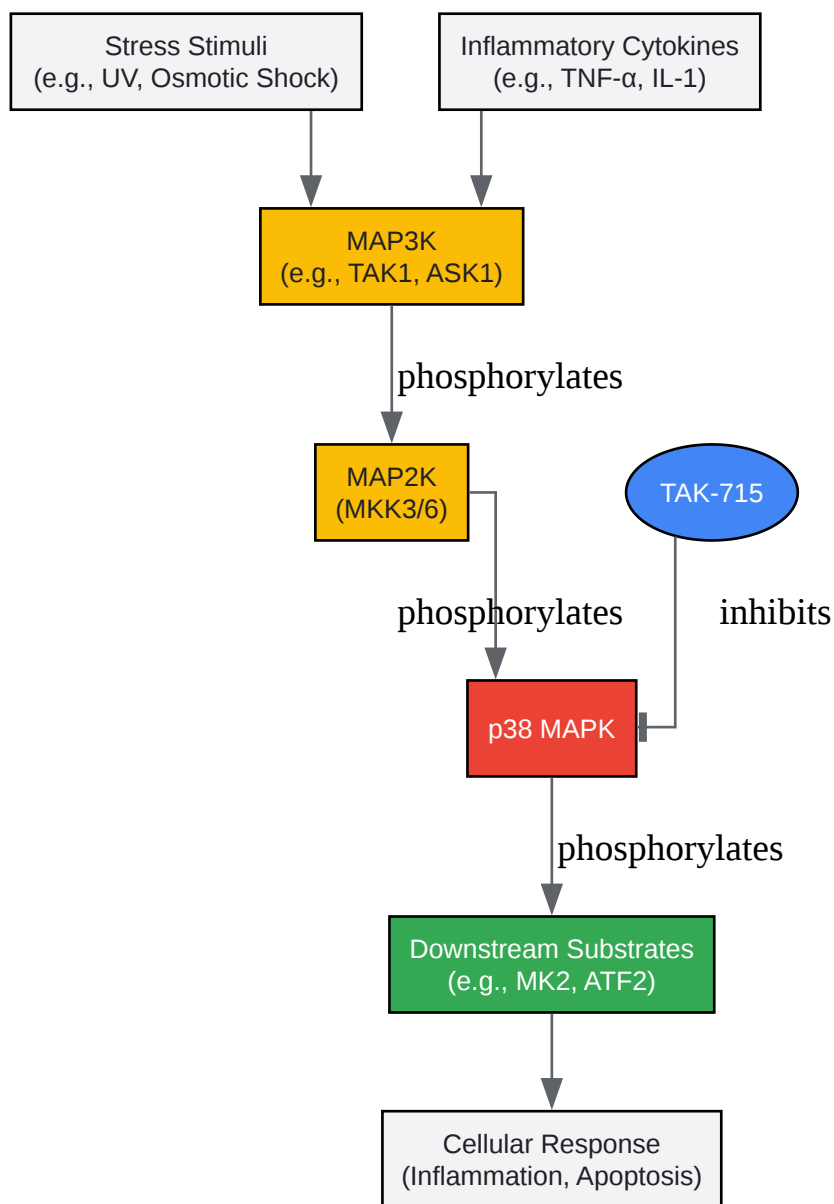 Stress Stimuli
(e.g., UV, Osmotic Shock)
Inflammatory Cytokines
(e.g., TNF-α, IL-1)
MAP3K
(e.g., TAK1, ASK1)
phosphorylates
MAP2K
(MKK3/6)
TAK-715
phosphorylates
inhibits
p38 MAPK
phosphorylates
Downstream Substrates
(e.g., MK2, ATF2)
Cellular Response
(Inflammation, Apoptosis)